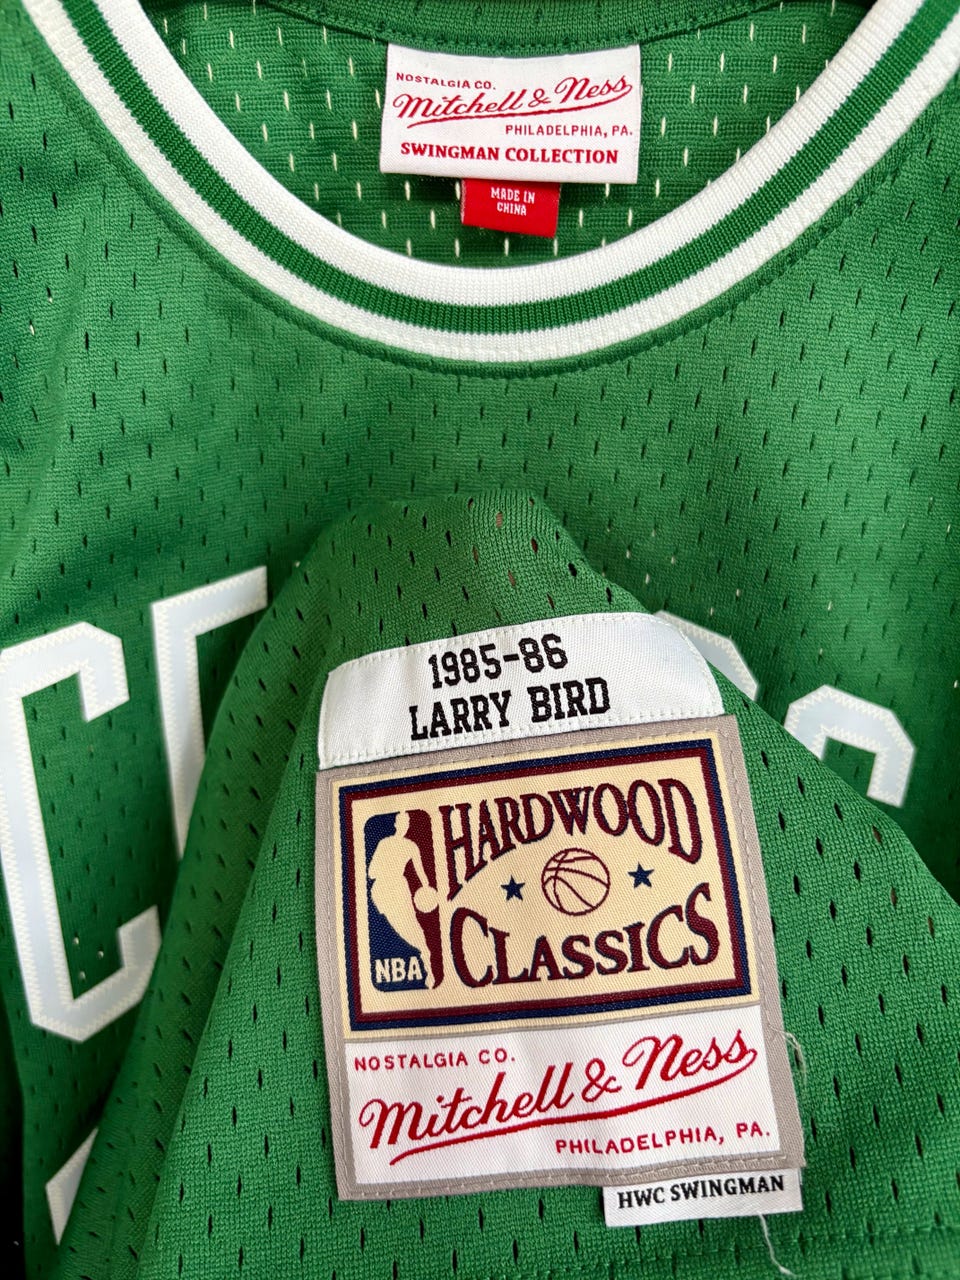 NOSTALGIA CO.
Mitchell & Ness
PHILADELPHIA, PA.
SWINGMAN COLLECTION
MADE IN
CHINA
CE
1985-86
LARRY BIRD
HARDWOOD
CLASSICS
NBA
NOSTALGIA CO.
Mitchell & Ness
PHILADELPHIA, PA.
HWC SWINGMAN